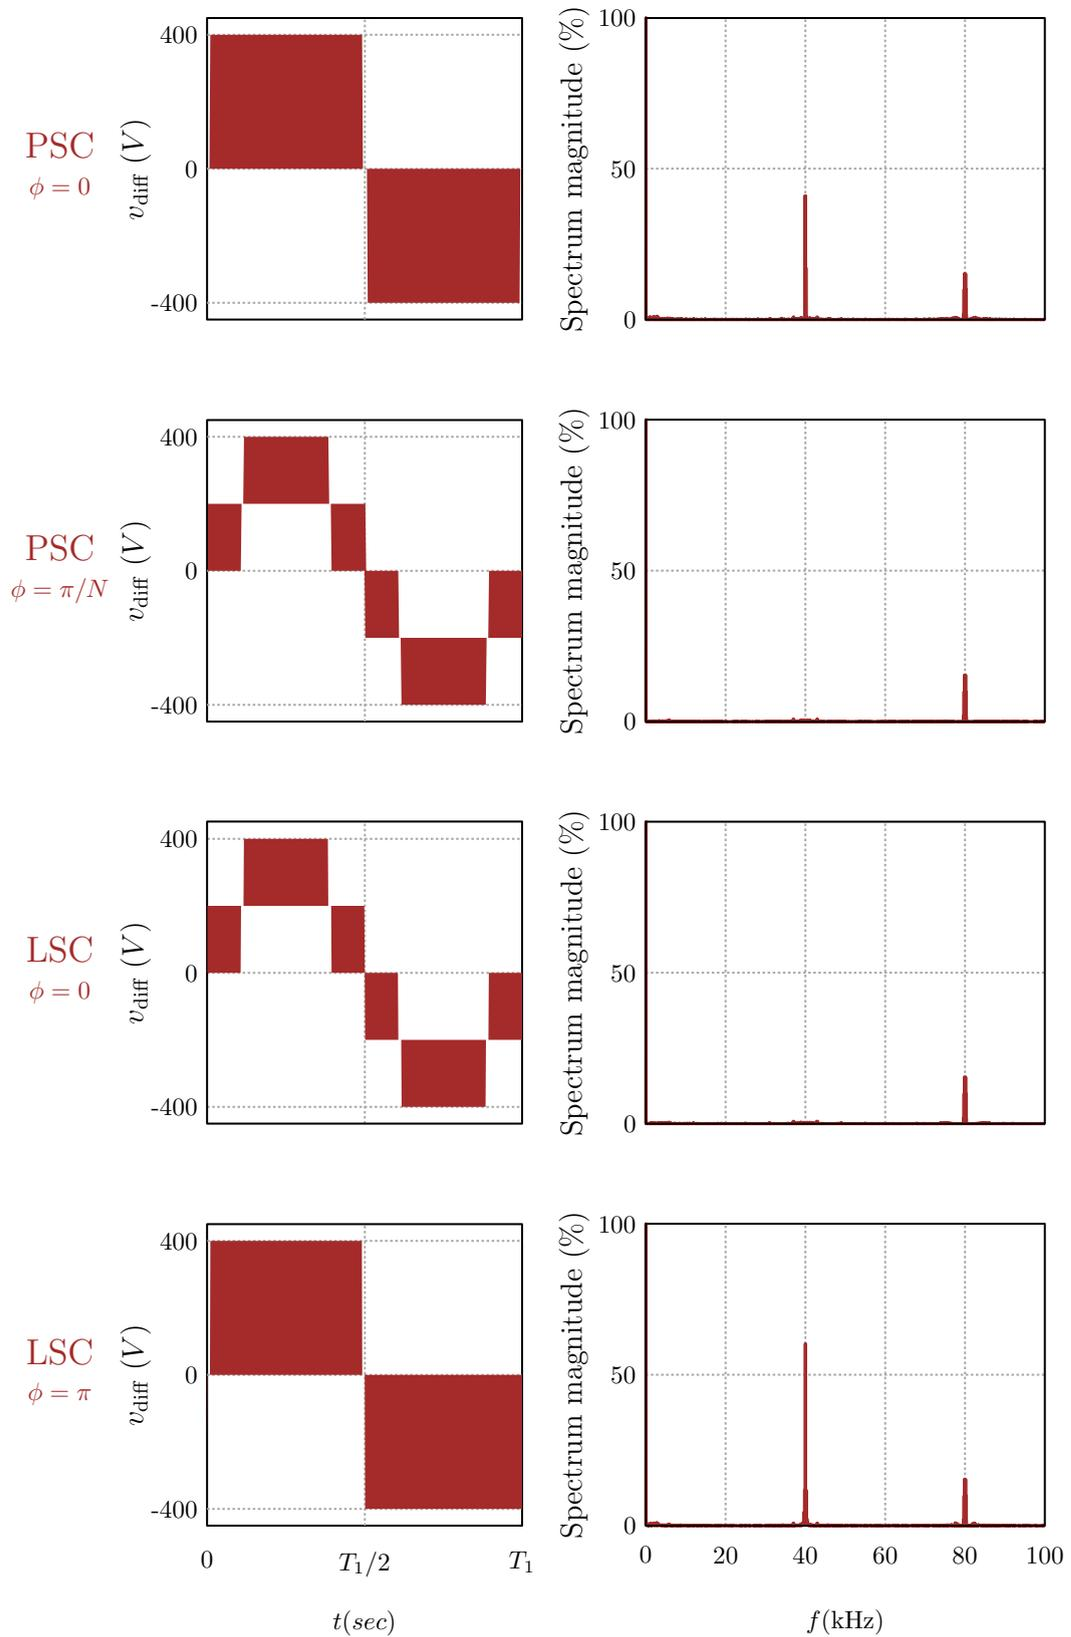 PSC
ϕ = 0
v_diff (V)
400
0
-400
Spectrum magnitude (%)
100
50
0
PSC
ϕ = π/N
v_diff (V)
400
0
-400
Spectrum magnitude (%)
100
50
0
LSC
ϕ = 0
v_diff (V)
400
0
-400
Spectrum magnitude (%)
100
50
0
LSC
ϕ = π
v_diff (V)
400
0
-400
Spectrum magnitude (%)
100
50
0
0 T₁/2 T₁
t(sec)
0 20 40 60 80 100
f(kHz)